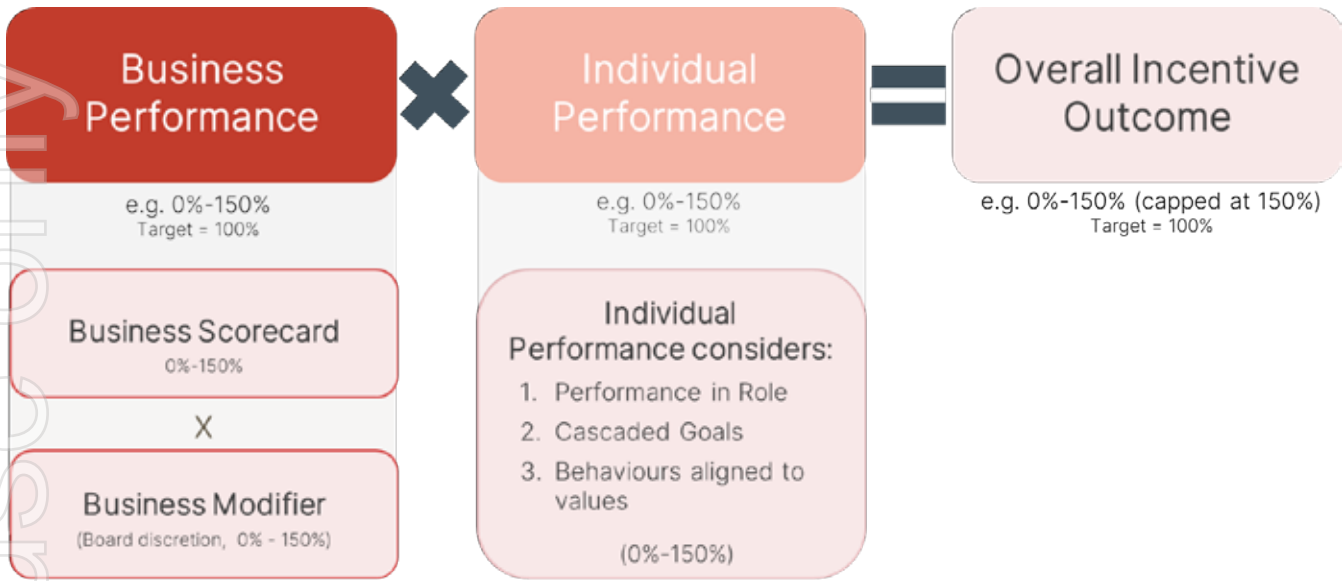 Business
Performance
e.g. 0%-150%
Target = 100%
Business Scorecard
0%-150%
X
Business Modifier
(Board discretion, 0% - 150%)
Individual
Performance
e.g. 0%-150%
Target = 100%
Individual
Performance considers:
1. Performance in Role
2. Cascaded Goals
3. Behaviours aligned to
values
(0%-150%)
Overall Incentive
Outcome
e.g. 0%-150% (capped at 150%)
Target = 100%